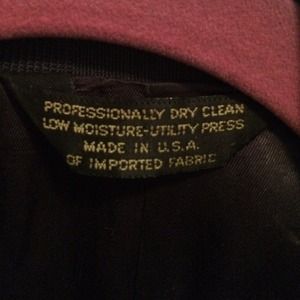 PROFESSIONALLY DRY CLEAN
LOW MOISTURE-UTILITY PRESS
MADE IN U.S.A.
OF IMPORTED FABRIC